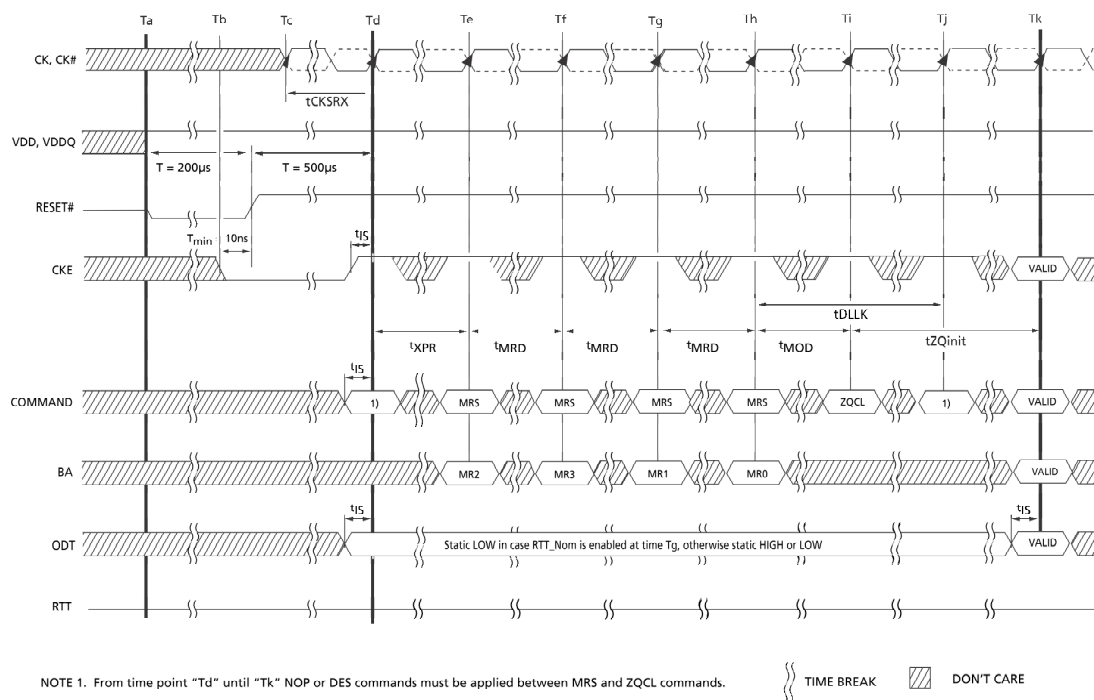 Ta Tb Tc Td Te Tf Tg Th Ti Tj Tk
CK, CK#
tCKSRX
VDD, VDDQ
T = 200µs T = 500µs
RESET#
Tmin 10ns tIS
CKE VALID
tDLLK
tXPR tMRD tMRD tMRD tMOD tZQinit
tIS
COMMAND 1) MRS MRS MRS MRS ZQCL 1) VALID
BA MR2 MR3 MR1 MR0 VALID
tIS tIS
ODT Static LOW in case RTT_Nom is enabled at time Tg, otherwise static HIGH or LOW VALID
RTT
NOTE 1. From time point "Td" until "Tk" NOP or DES commands must be applied between MRS and ZQCL commands.
TIME BREAK DON'T CARE